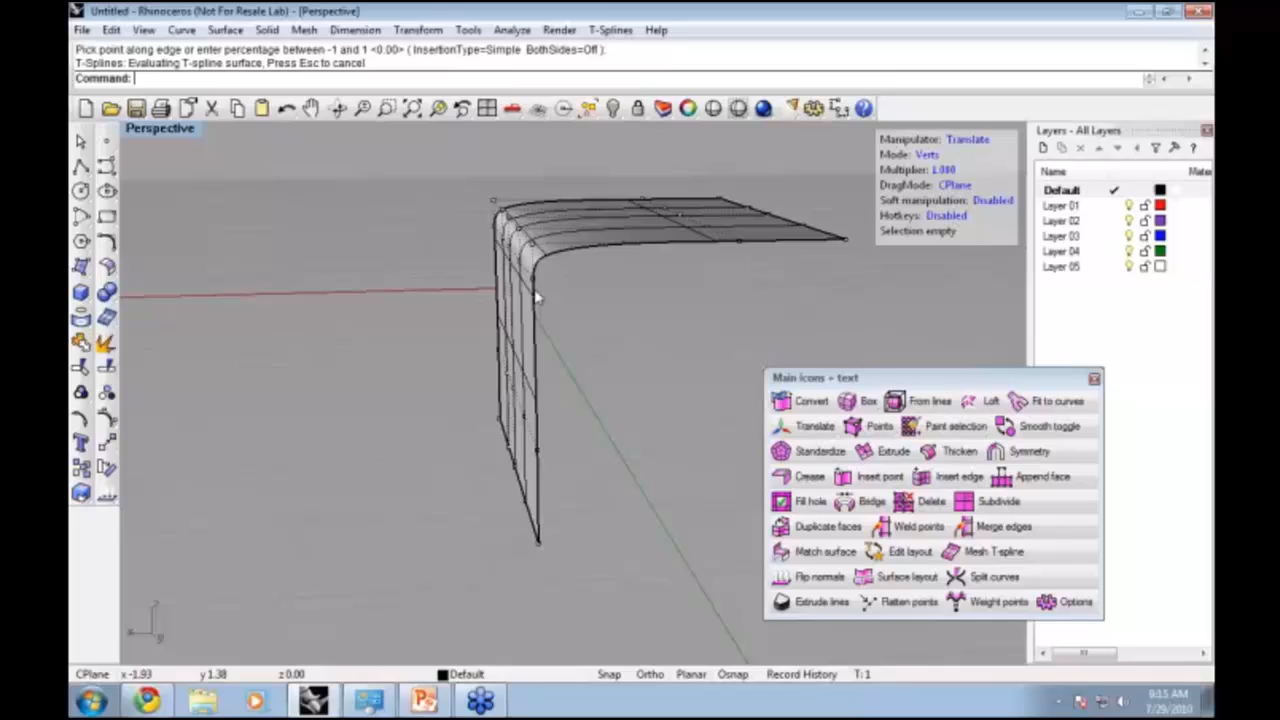 Untitled - Rhinoceros (Not For Resale Lab) - [Perspective]
File Edit View Curve Surface Solid Mesh Dimension Transform Tools Analyze Render T-Splines Help
Pick point along edge or enter percentage between -1 and 1 <0.00> ( InsertionType=Simple BothSides=Off ):
T-Splines: Evaluating T-spline surface, Press Esc to cancel
Command:
Perspective
Manipulator: Translate
Mode: Verts
Multiplier: 1.000
DragMode: CPlane
Soft manipulation: Disabled
Hotkeys: Disabled
Selection empty
Layers - All Layers
Name Mate
Default
Layer 01
Layer 02
Layer 03
Layer 04
Layer 05
Main icons + text
Convert Box From lines Loft Fit to curves
Translate Points Paint selection Smooth toggle
Standardize Extrude Thicken Symmetry
Crease Insert point Insert edge Append face
Fill hole Bridge Delete Subdivide
Duplicate faces Weld points Merge edges
Match surface Edit layout Mesh T-spline
Flip normals Surface layout Split curves
Extrude lines Flatten points Weight points Options
z
x y
CPlane x -1.93 y 1.38 z 0.00 Default Snap Ortho Planar Osnap Record History T: 1
9:15 AM
7/29/2010